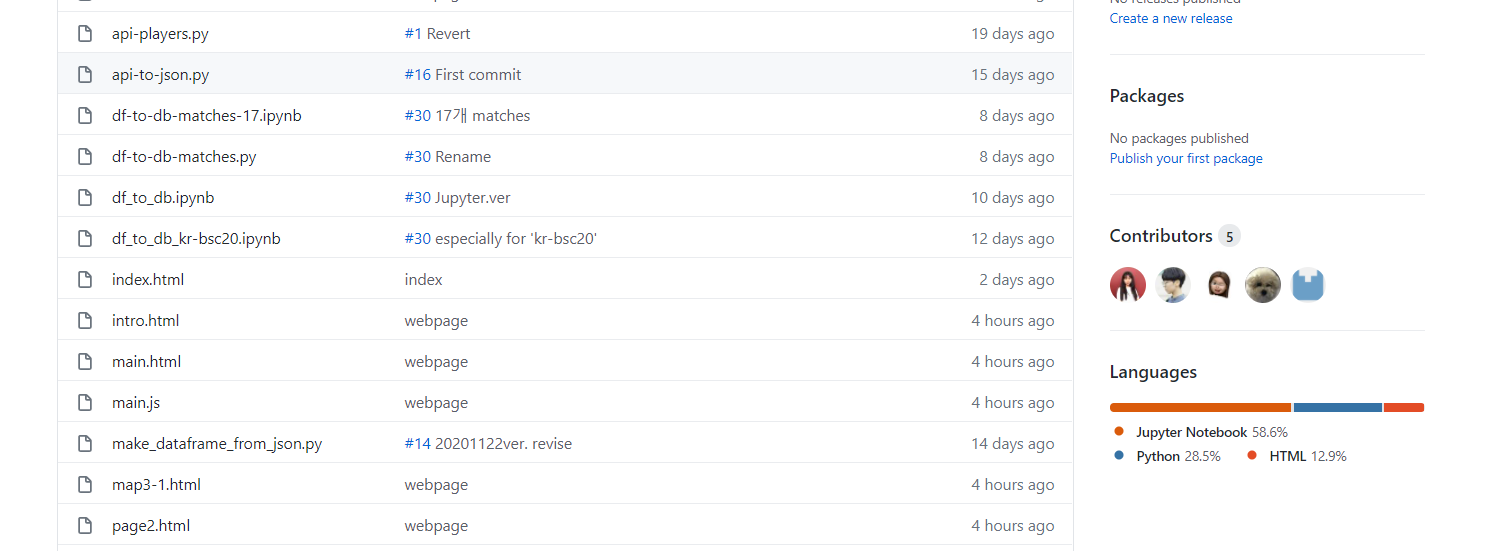 No releases published
Create a new release
api-players.py #1 Revert 19 days ago
api-to-json.py #16 First commit 15 days ago
df-to-db-matches-17.ipynb #30 17개 matches 8 days ago
df-to-db-matches.py #30 Rename 8 days ago
df_to_db.ipynb #30 Jupyter.ver 10 days ago
df_to_db_kr-bsc20.ipynb #30 especially for 'kr-bsc20' 12 days ago
index.html index 2 days ago
intro.html webpage 4 hours ago
main.html webpage 4 hours ago
main.js webpage 4 hours ago
make_dataframe_from_json.py #14 20201122ver. revise 14 days ago
map3-1.html webpage 4 hours ago
page2.html webpage 4 hours ago
Packages
No packages published
Publish your first package
Contributors 5
Languages
Jupyter Notebook 58.6%
Python 28.5% HTML 12.9%